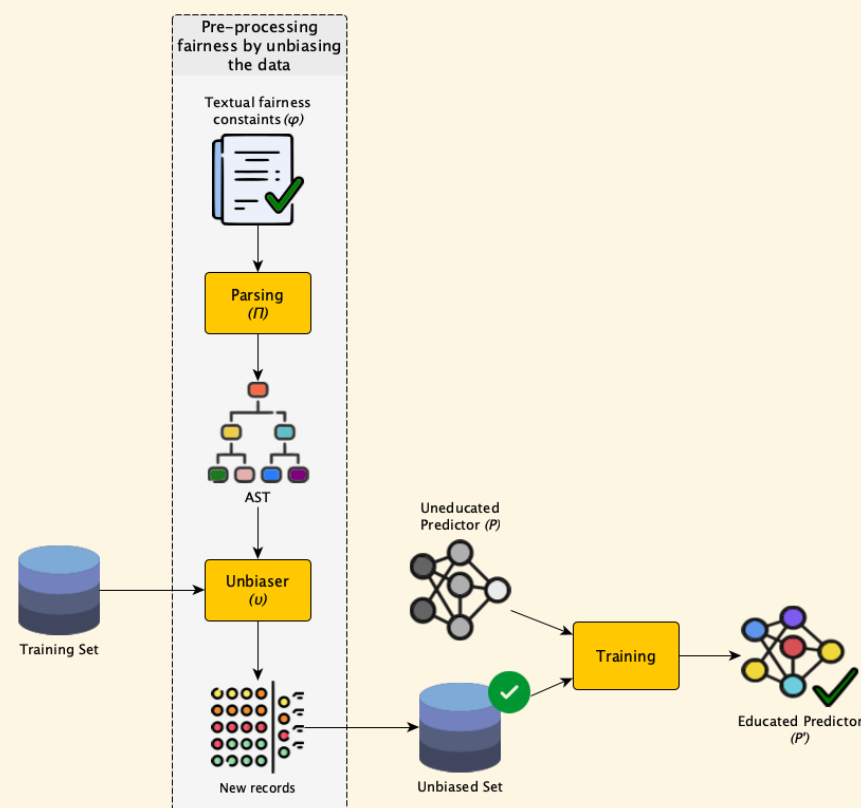 Pre-processing
fairness by unbiasing
the data
Textual fairness
constaints (φ)
Parsing
(Π)
AST
Unbiaser
(υ)
Training Set
New records
Uneducated
Predictor (P)
Unbiased Set
Training
Educated Predictor
(P')